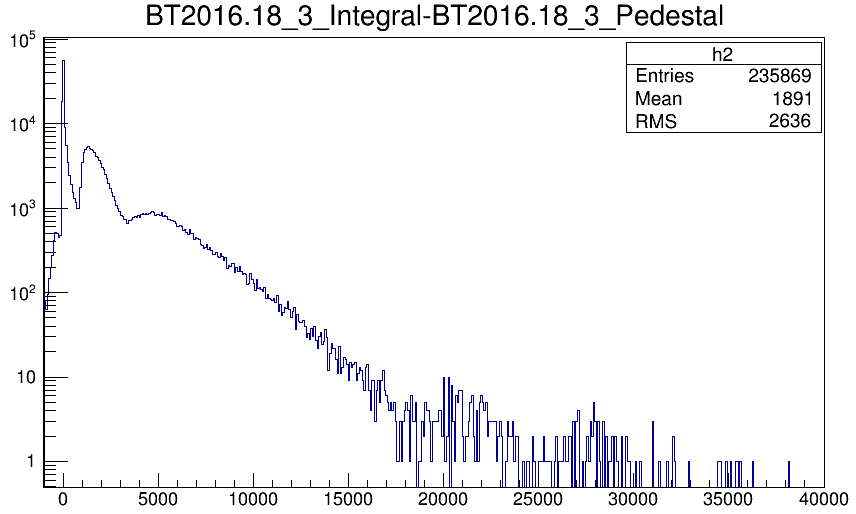 BT2016.18_3_Integral-BT2016.18_3_Pedestal
h2
Entries 235869
Mean 1891
RMS 2636
10^5
10^4
10^3
10^2
10
1
0 5000 10000 15000 20000 25000 30000 35000 40000